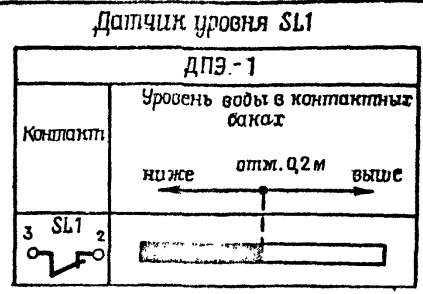 Датчик уровня SL1
ДПЭ.-1
Контакт
Уровень воды в контактных
баках
отм. 0,2 м
ниже
выше
3 SL1 2